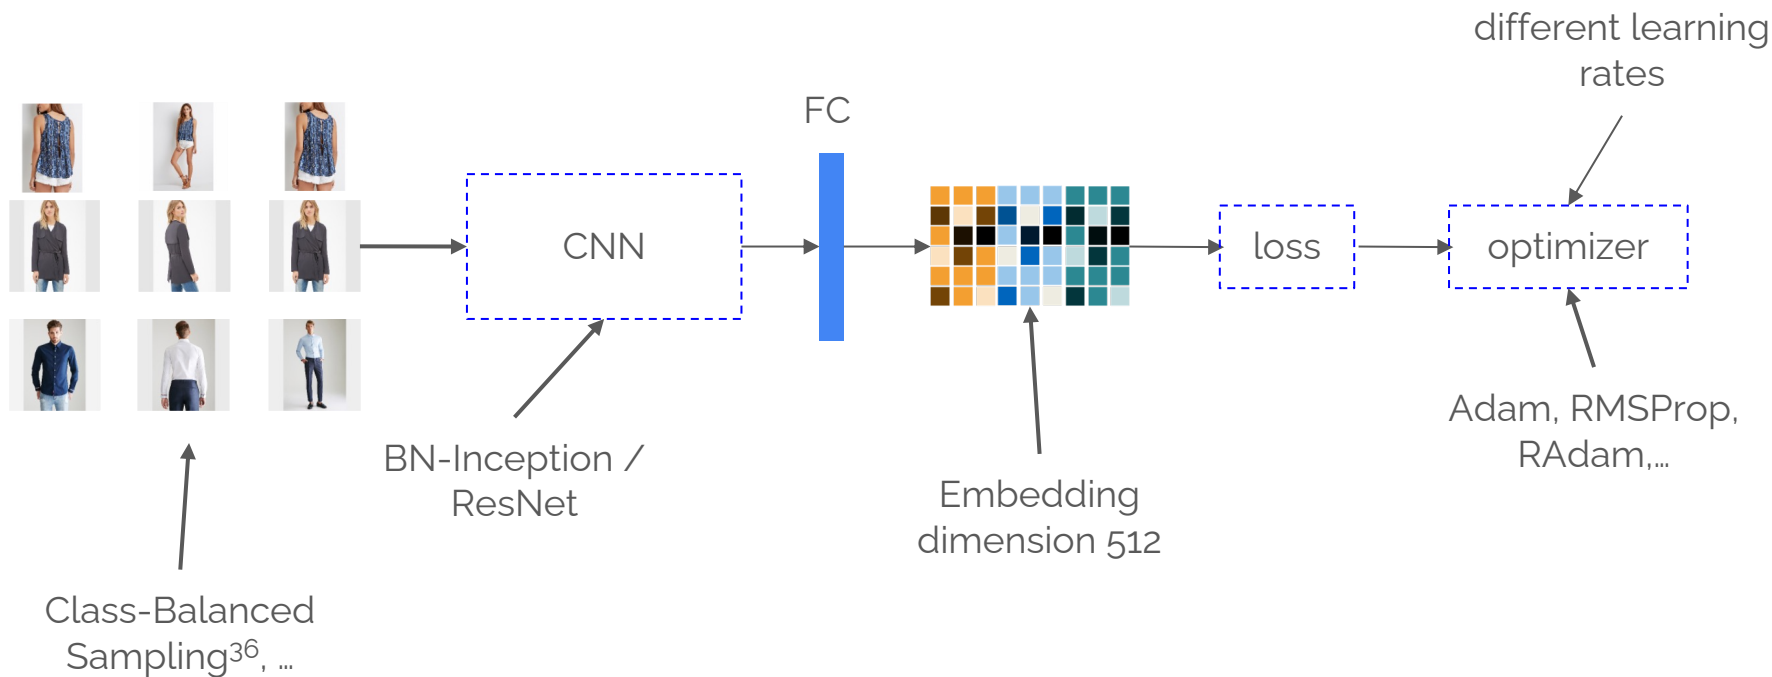 different learning
rates
FC
CNN
loss
optimizer
BN-Inception /
ResNet
Embedding
dimension 512
Adam, RMSProp,
RAdam,...
Class-Balanced
Sampling³⁶, ...